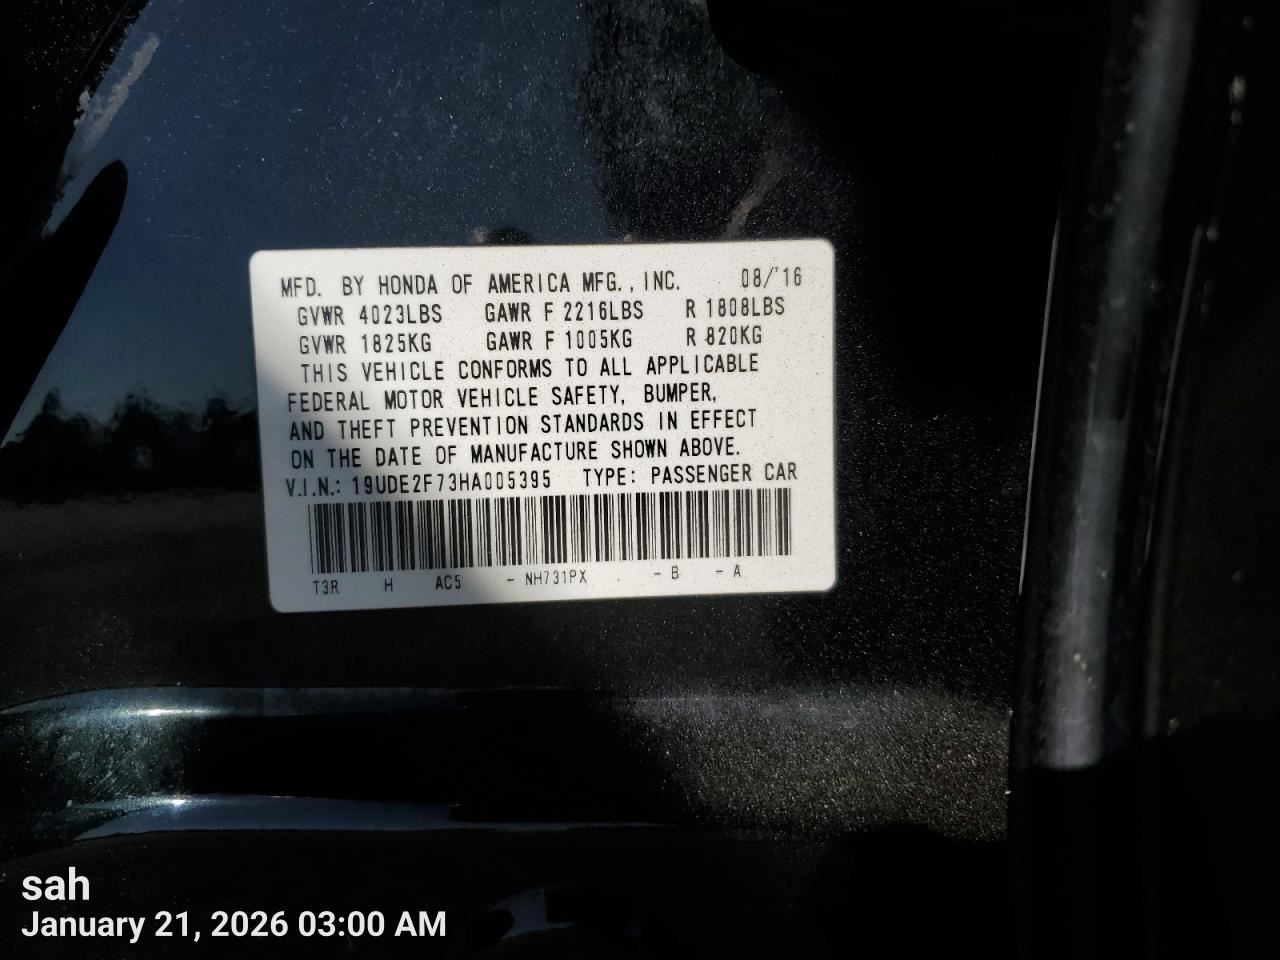 MFD. BY HONDA OF AMERICA MFG., INC. 08/'16
GVWR 4023LBS GAWR F 2216LBS R 1808LBS
GVWR 1825KG GAWR F 1005KG R 820KG
THIS VEHICLE CONFORMS TO ALL APPLICABLE
FEDERAL MOTOR VEHICLE SAFETY, BUMPER,
AND THEFT PREVENTION STANDARDS IN EFFECT
ON THE DATE OF MANUFACTURE SHOWN ABOVE.
V.I.N.: 19UDE2F73HA005395 TYPE: PASSENGER CAR
T3R H AC5 - NH731PX . - B - A
sah
January 21, 2026 03:00 AM